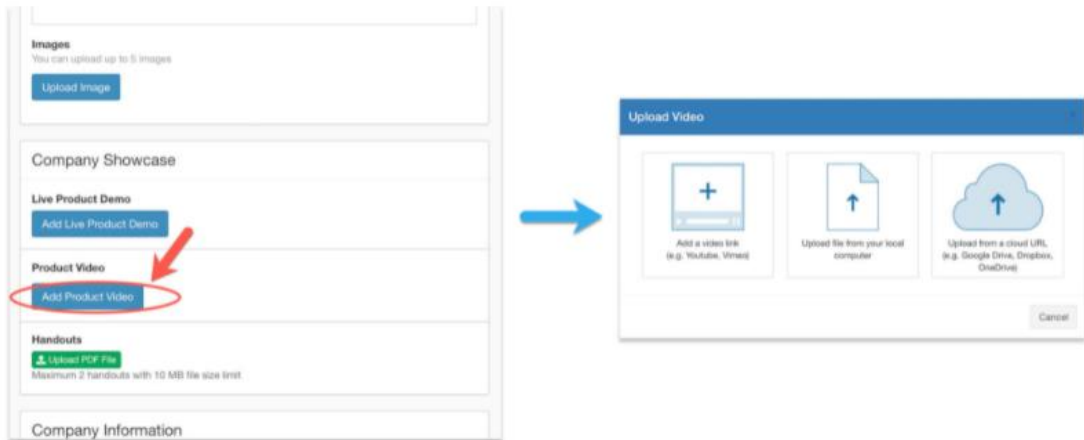 Images
You can upload up to 5 images
Upload Image
Company Showcase
Live Product Demo
Add Live Product Demo
Product Video
Add Product Video
Handouts
Upload PDF File
Maximum 2 handouts with 10 MB file size limit
Company Information
Upload Video
Add a video link
(e.g. Youtube, Vimeo)
Upload file from your local
computer
Upload from a cloud URL
(e.g. Google Drive, Dropbox,
OneDrive)
Cancel